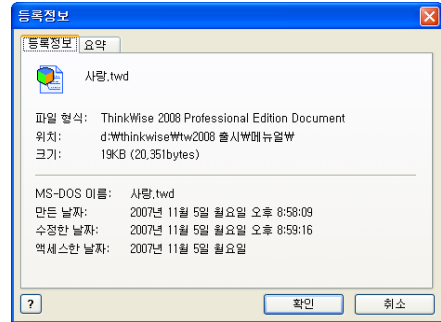 등록정보
등록정보 요약
사랑.twd
파일 형식: ThinkWise 2008 Professional Edition Document
위치: d:₩thinkwise₩tw2008 출시₩메뉴얼₩
크기: 19KB (20,351bytes)
MS-DOS 이름: 사랑.twd
만든 날짜: 2007년 11월 5일 월요일 오후 8:58:09
수정한 날짜: 2007년 11월 5일 월요일 오후 8:59:16
액세스한 날짜: 2007년 11월 5일 월요일
? 확인 취소